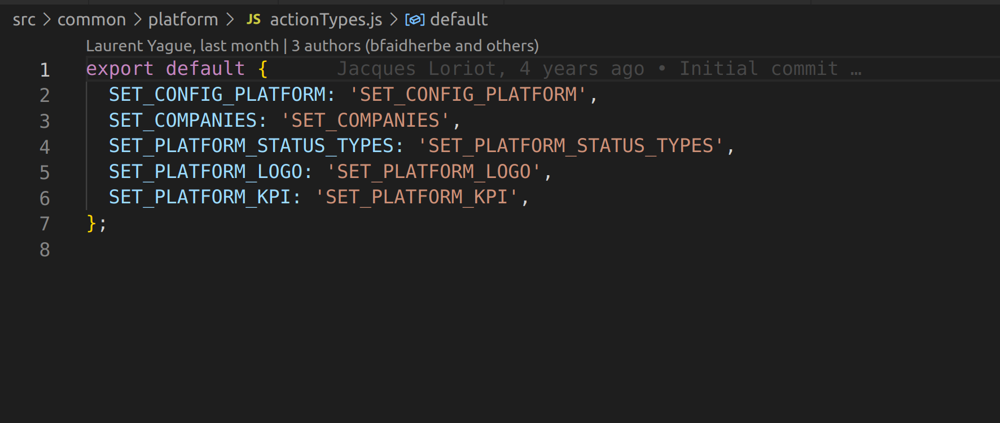 src > common > platform > JS actionTypes.js > default
Laurent Yague, last month | 3 authors (bfaidherbe and others)
1 export default { Jacques Loriot, 4 years ago • Initial commit …
2 SET_CONFIG_PLATFORM: 'SET_CONFIG_PLATFORM',
3 SET_COMPANIES: 'SET_COMPANIES',
4 SET_PLATFORM_STATUS_TYPES: 'SET_PLATFORM_STATUS_TYPES',
5 SET_PLATFORM_LOGO: 'SET_PLATFORM_LOGO',
6 SET_PLATFORM_KPI: 'SET_PLATFORM_KPI',
7 };
8